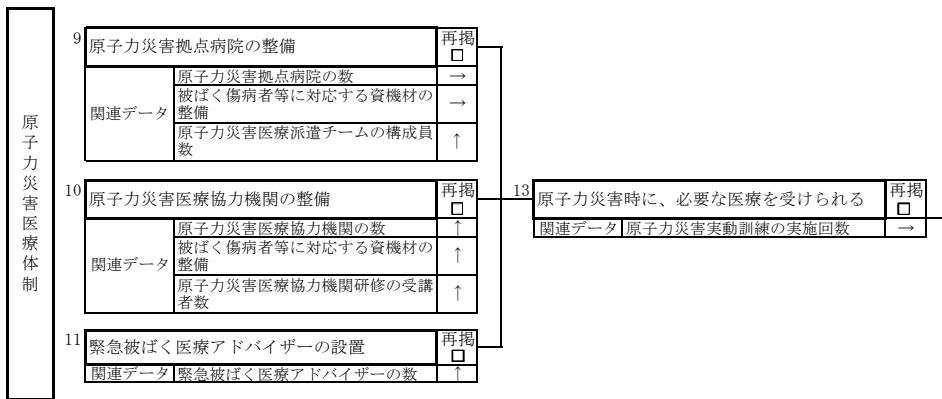 原子力災害医療体制
9
原子力災害拠点病院の整備
再掲
□
関連データ
原子力災害拠点病院の数
→
被ばく傷病者等に対応する資機材の
整備
→
原子力災害医療派遣チームの構成員
数
↑
10
原子力災害医療協力機関の整備
再掲
□
関連データ
原子力災害医療協力機関の数
↑
被ばく傷病者等に対応する資機材の
整備
↑
原子力災害医療協力機関研修の受講
者数
↑
11
緊急被ばく医療アドバイザーの設置
再掲
□
関連データ
緊急被ばく医療アドバイザーの数
↑
13
原子力災害時に、必要な医療を受けられる
再掲
□
関連データ
原子力災害実動訓練の実施回数
→